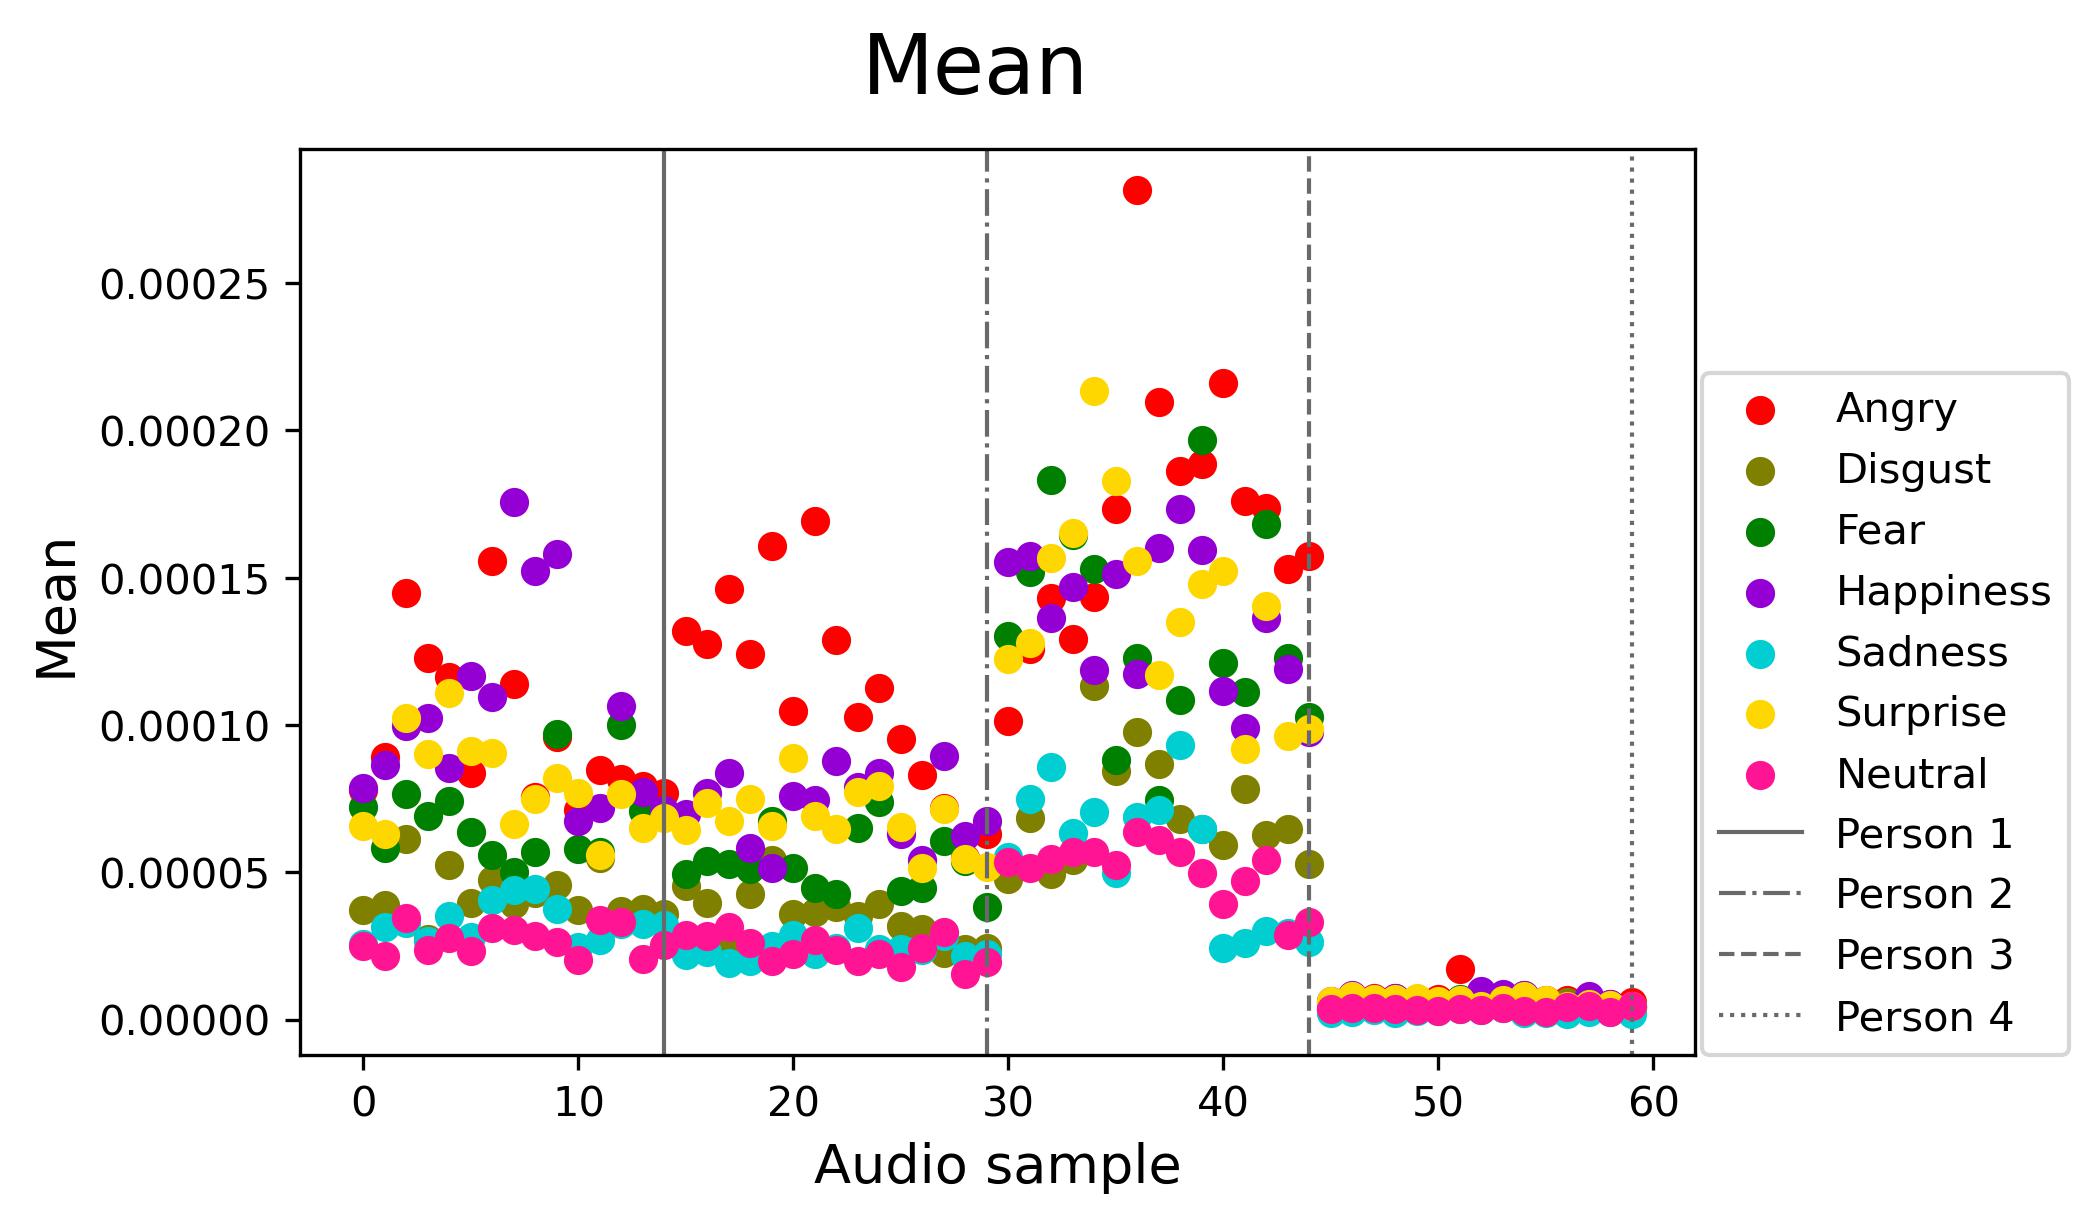 Mean
Mean
0.00025
0.00020
0.00015
0.00010
0.00005
0.00000
0 10 20 30 40 50 60
Audio sample
Angry
Disgust
Fear
Happiness
Sadness
Surprise
Neutral
Person 1
Person 2
Person 3
Person 4